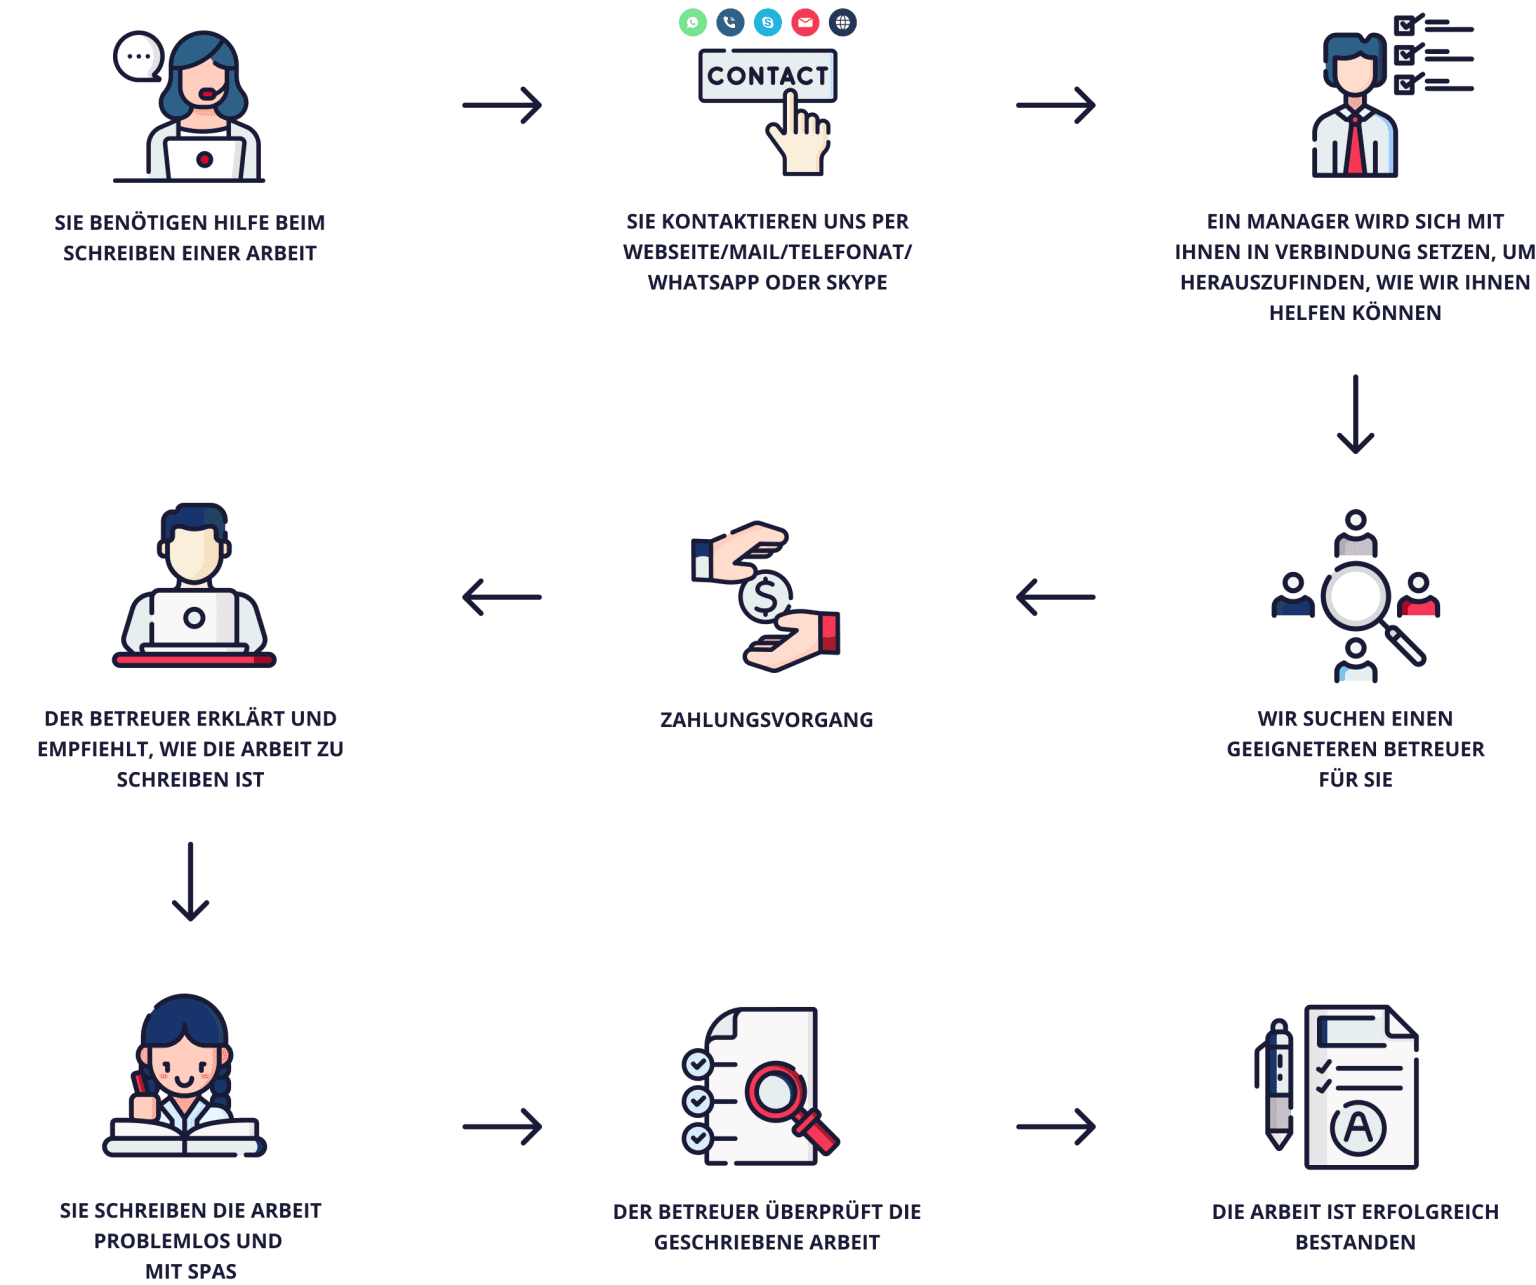 CONTACT
SIE BENÖTIGEN HILFE BEIM
SCHREIBEN EINER ARBEIT
SIE KONTAKTIEREN UNS PER
WEBSEITE/MAIL/TELEFONAT/
WHATSAPP ODER SKYPE
EIN MANAGER WIRD SICH MIT
IHNEN IN VERBINDUNG SETZEN, UM
HERAUSZUFINDEN, WIE WIR IHNEN
HELFEN KÖNNEN
WIR SUCHEN EINEN
GEEIGNETEREN BETREUER
FÜR SIE
$
ZAHLUNGSVORGANG
DER BETREUER ERKLÄRT UND
EMPFIEHLT, WIE DIE ARBEIT ZU
SCHREIBEN IST
SIE SCHREIBEN DIE ARBEIT
PROBLEMLOS UND
MIT SPAS
DER BETREUER ÜBERPRÜFT DIE
GESCHRIEBENE ARBEIT
A
DIE ARBEIT IST ERFOLGREICH
BESTANDEN